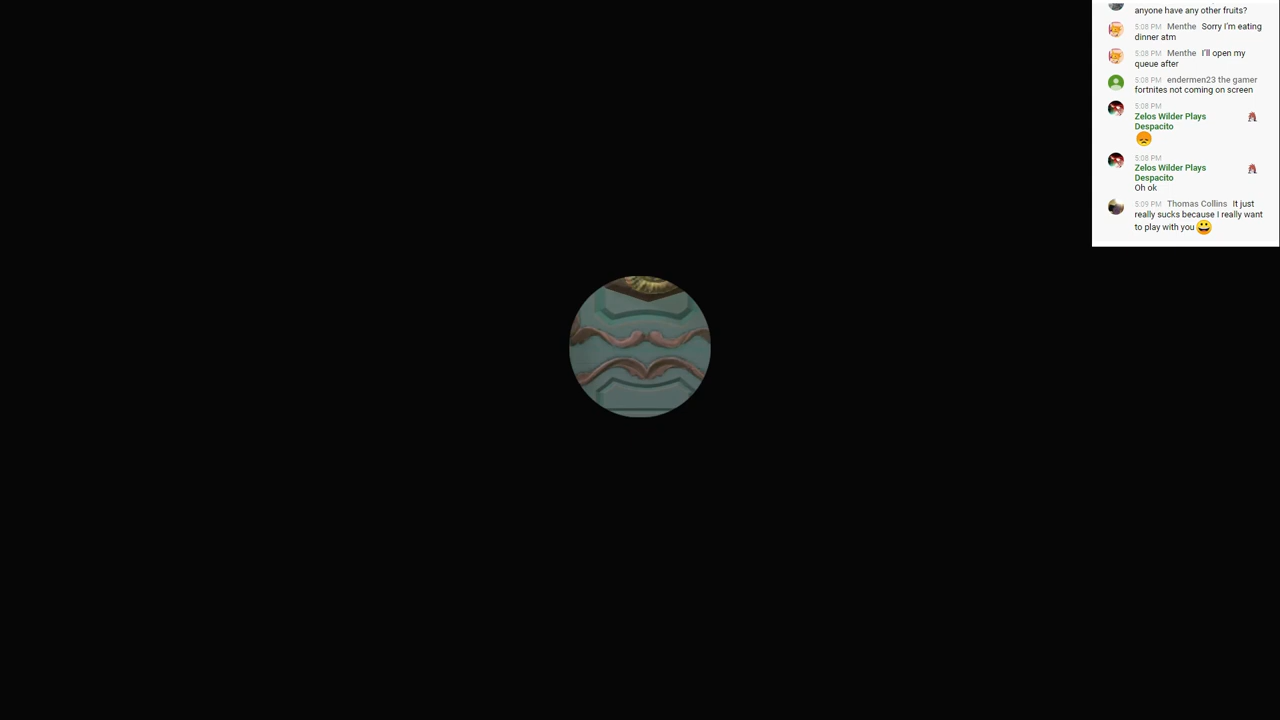 anyone have any other fruits?
5:08 PM Menthe Sorry I'm eating
dinner atm
5:08 PM Menthe I'll open my
queue after
5:08 PM endermen23 the gamer
fortnites not coming on screen
5:08 PM
Zelos Wilder Plays
Despacito
5:08 PM
Zelos Wilder Plays
Despacito
Oh ok
5:09 PM Thomas Collins It just
really sucks because I really want
to play with you